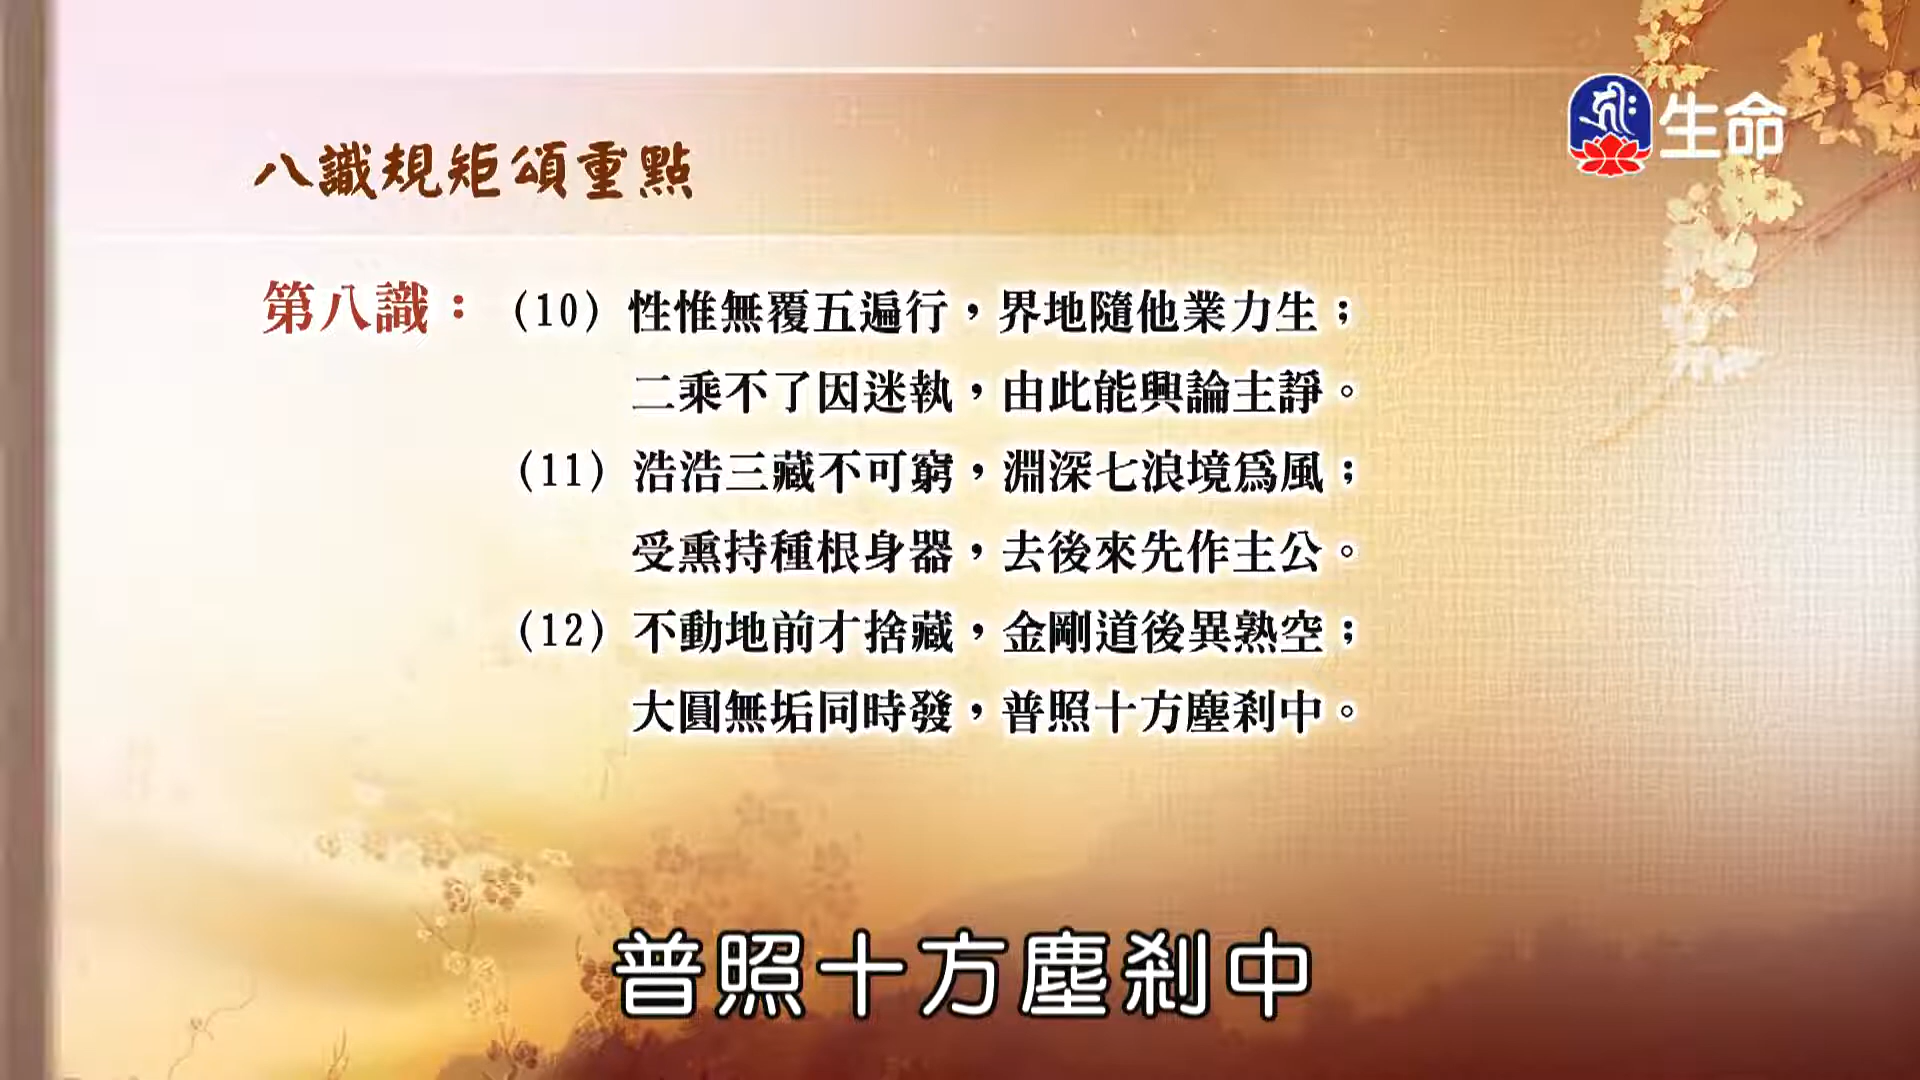 生命
八識規矩頌重點
第八識：（10）性惟無覆五遍行，界地隨他業力生；
二乘不了因迷執，由此能興論主諍。
（11）浩浩三藏不可窮，淵深七浪境爲風；
受熏持種根身器，去後來先作主公。
（12）不動地前才捨藏，金剛道後異熟空；
大圓無垢同時發，普照十方塵剎中。
普照十方塵剎中